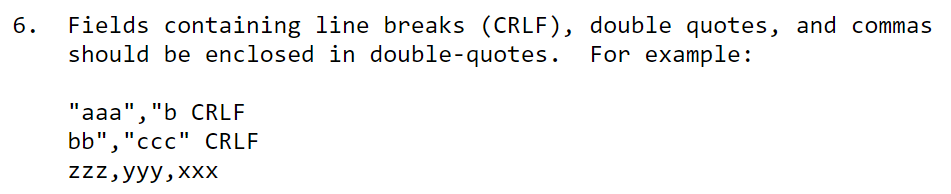 6.  Fields containing line breaks (CRLF), double quotes, and commas
should be enclosed in double-quotes.  For example:
"aaa","b CRLF
bb","ccc" CRLF
zzz,yyy,xxx